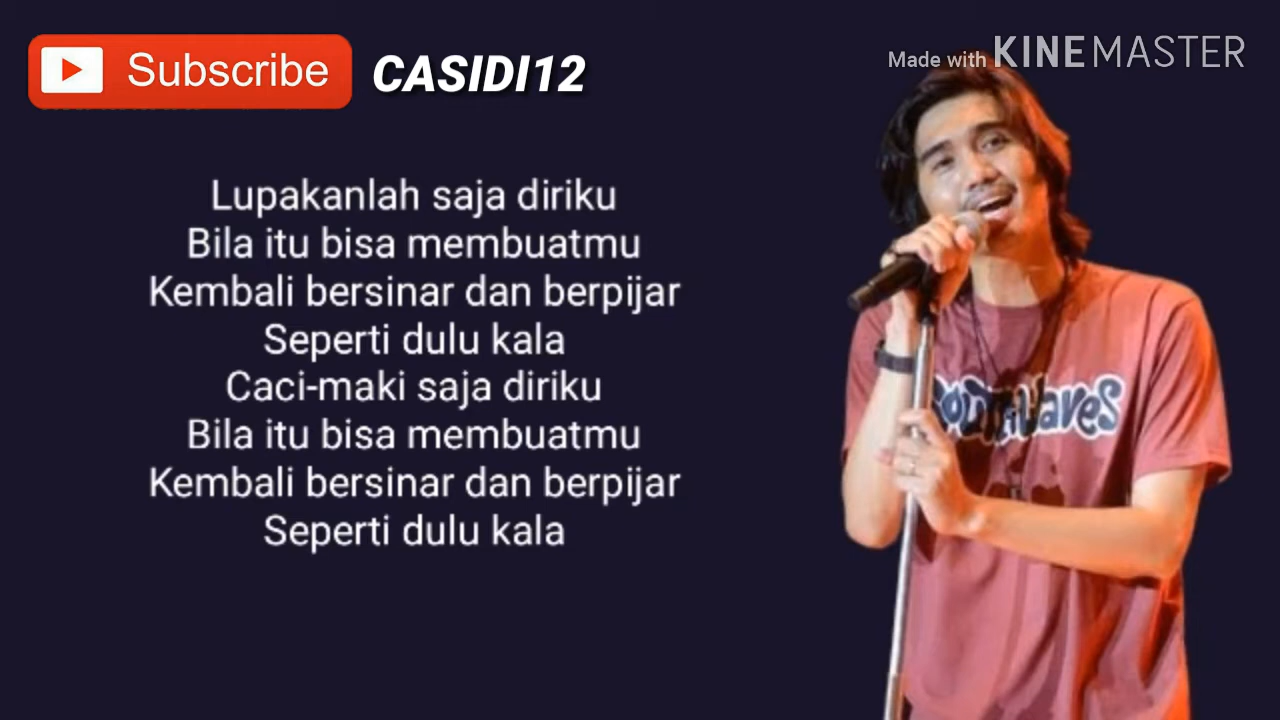 Subscribe CASIDI12
Made with KINEMASTER
Lupakanlah saja diriku
Bila itu bisa membuatmu
Kembali bersinar dan berpijar
Seperti dulu kala
Caci-maki saja diriku
Bila itu bisa membuatmu
Kembali bersinar dan berpijar
Seperti dulu kala